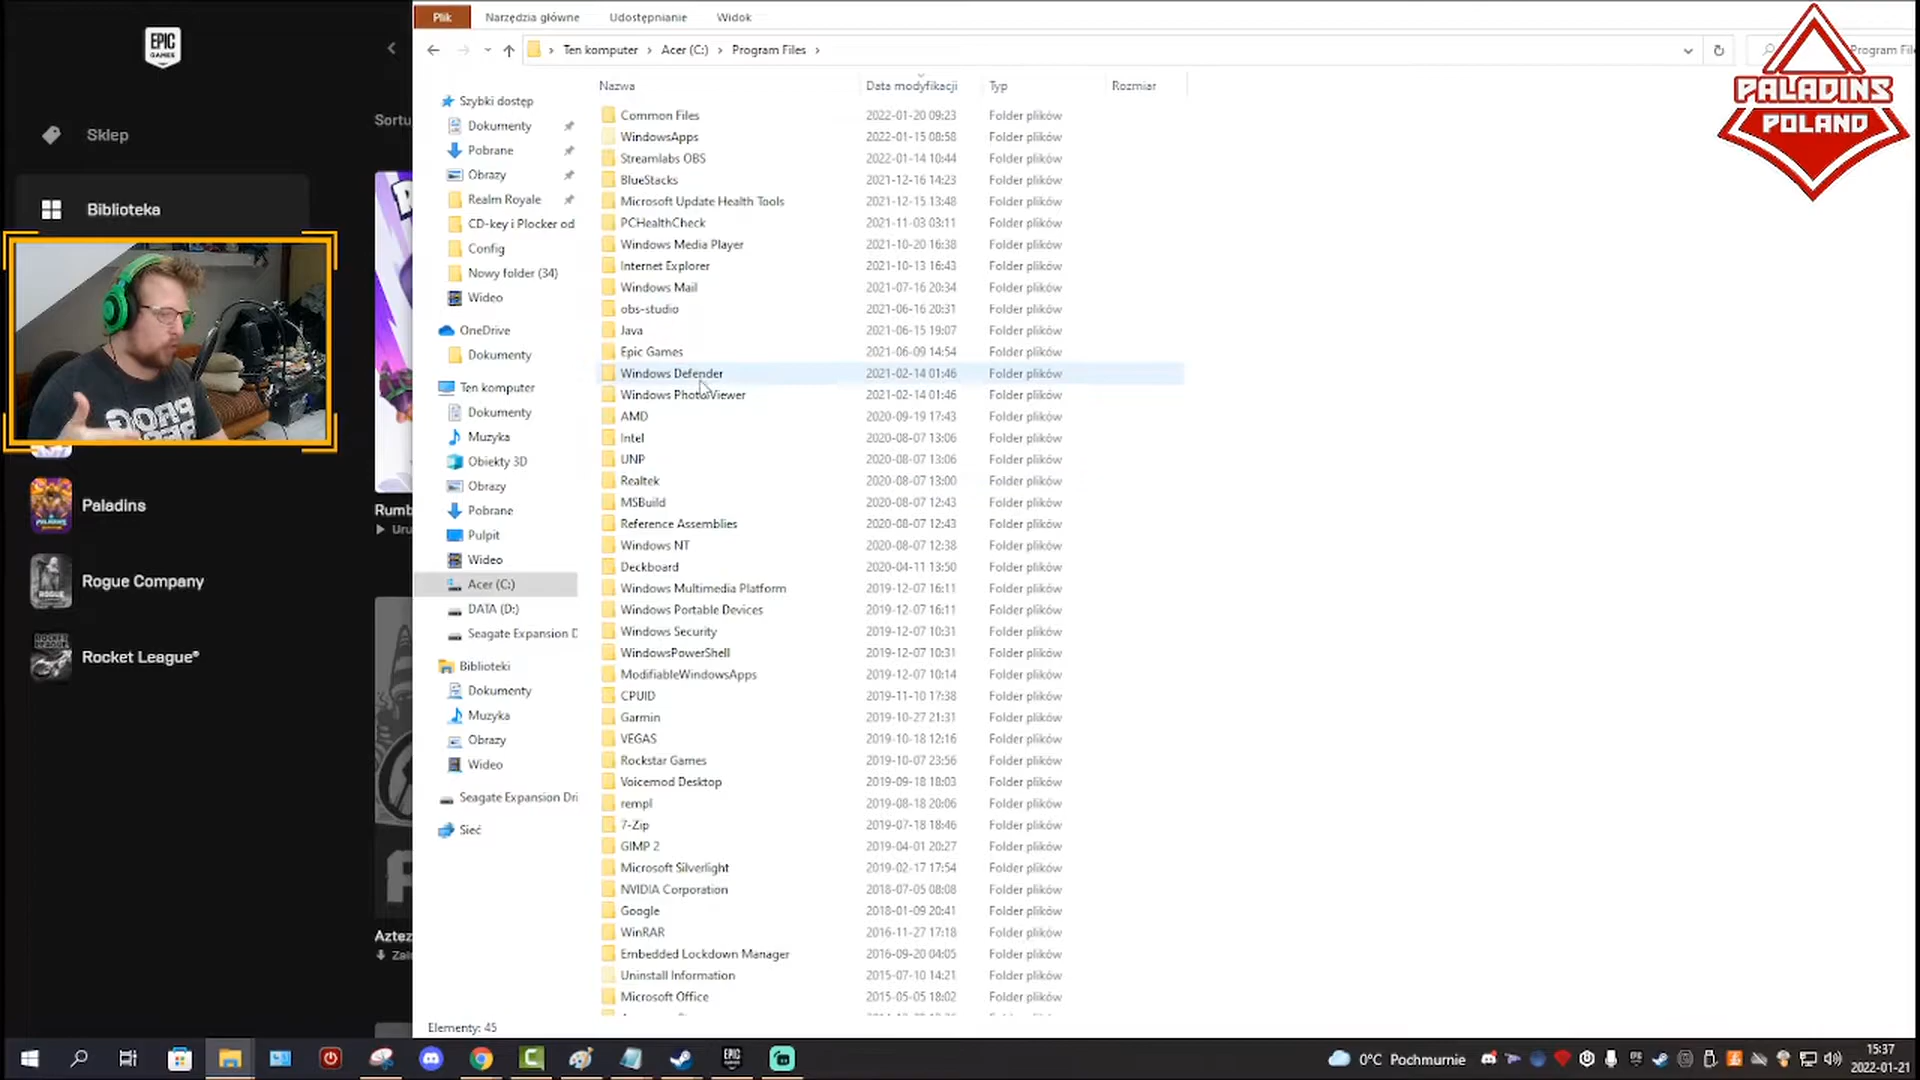 EPIC
GAMES
Sklep
Biblioteka
Sortu
Paladins
Rogue Company
Rocket League®
Rumb
Uru
Aztez
Zai
Plik
Narzędzia główne
Udostępnianie
Widok
Ten komputer
Acer (C:)
Program Files
Program Fil
PALADINS
POLAND
Nazwa
Data modyfikacji
Typ
Rozmiar
Szybki dostęp
Dokumenty
Pobrane
Obrazy
Realm Royale
CD-key i Plocker od
Config
Nowy folder (34)
Wideo
OneDrive
Dokumenty
Ten komputer
Dokumenty
Muzyka
Obiekty 3D
Obrazy
Pobrane
Pulpit
Wideo
Acer (C:)
DATA (D:)
Seagate Expansion D
Biblioteki
Dokumenty
Muzyka
Obrazy
Wideo
Seagate Expansion Dri
Sieć
Common Files 2022-01-20 09:23 Folder plików
WindowsApps 2022-01-15 08:58 Folder plików
Streamlabs OBS 2022-01-14 10:44 Folder plików
BlueStacks 2021-12-16 14:23 Folder plików
Microsoft Update Health Tools 2021-12-15 13:48 Folder plików
PCHealthCheck 2021-11-03 03:11 Folder plików
Windows Media Player 2021-10-20 16:38 Folder plików
Internet Explorer 2021-10-13 16:43 Folder plików
Windows Mail 2021-07-16 20:34 Folder plików
obs-studio 2021-06-16 20:31 Folder plików
Java 2021-06-15 19:07 Folder plików
Epic Games 2021-06-09 14:54 Folder plików
Windows Defender 2021-02-14 01:46 Folder plików
Windows Photo Viewer 2021-02-14 01:46 Folder plików
AMD 2020-09-19 17:43 Folder plików
Intel 2020-08-07 13:06 Folder plików
UNP 2020-08-07 13:06 Folder plików
Realtek 2020-08-07 13:00 Folder plików
MSBuild 2020-08-07 12:43 Folder plików
Reference Assemblies 2020-08-07 12:43 Folder plików
Windows NT 2020-08-07 12:38 Folder plików
Deckboard 2020-04-11 13:50 Folder plików
Windows Multimedia Platform 2019-12-07 16:11 Folder plików
Windows Portable Devices 2019-12-07 16:11 Folder plików
Windows Security 2019-12-07 10:31 Folder plików
WindowsPowerShell 2019-12-07 10:31 Folder plików
ModifiableWindowsApps 2019-12-07 10:14 Folder plików
CPUID 2019-11-10 17:38 Folder plików
Garmin 2019-10-27 21:31 Folder plików
VEGAS 2019-10-18 12:16 Folder plików
Rockstar Games 2019-10-07 23:56 Folder plików
Voicemod Desktop 2019-09-18 18:03 Folder plików
rempl 2019-08-18 20:06 Folder plików
7-Zip 2019-07-18 18:46 Folder plików
GIMP 2 2019-04-01 20:27 Folder plików
Microsoft Silverlight 2019-02-17 17:54 Folder plików
NVIDIA Corporation 2018-07-05 08:08 Folder plików
Google 2018-01-09 20:41 Folder plików
WinRAR 2016-11-27 17:18 Folder plików
Embedded Lockdown Manager 2016-09-20 04:05 Folder plików
Uninstall Information 2015-07-10 14:21 Folder plików
Microsoft Office 2015-05-05 18:02 Folder plików
Elementy: 45
0°C Pochmurnie
15:37
2022-01-21